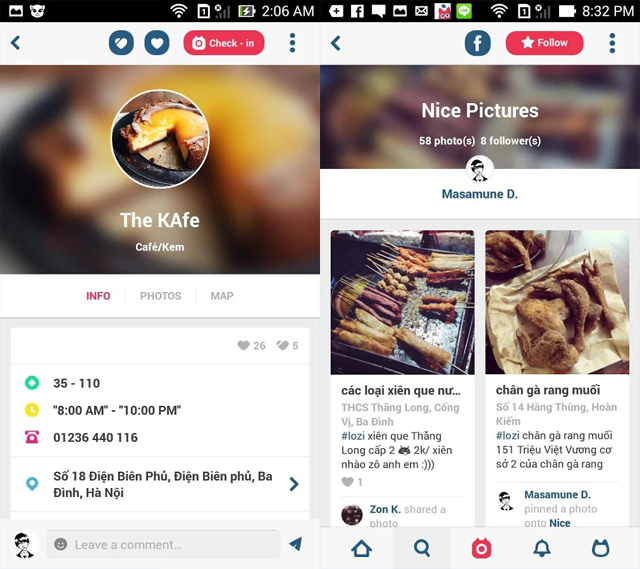 2:06 AM
Check - in
The KAfe
Café/Kem
INFO
PHOTOS
MAP
26
5
35 - 110
"8:00 AM" - "10:00 PM"
01236 440 116
Số 18 Điện Biên Phủ, Điện Biên phủ, Ba
Đình, Hà Nội
Leave a comment...
8:32 PM
Follow
Nice Pictures
58 photo(s) 8 follower(s)
Masamune D.
các loại xiên que nư...
THCS Thăng Long, Cống
Vị, Ba Đình
#lozi xiên que Thăng
Long cấp 2 2k/ xiên
nhào zô anh em :)))
1
Zon K. shared a
photo
chân gà rang muối
Số 14 Hàng Thùng, Hoàn
Kiếm
#lozi chân gà rang muối
151 Triệu Việt Vương cơ
sở 2 của chân gà rang
Masamune D.
pinned a photo
onto Nice